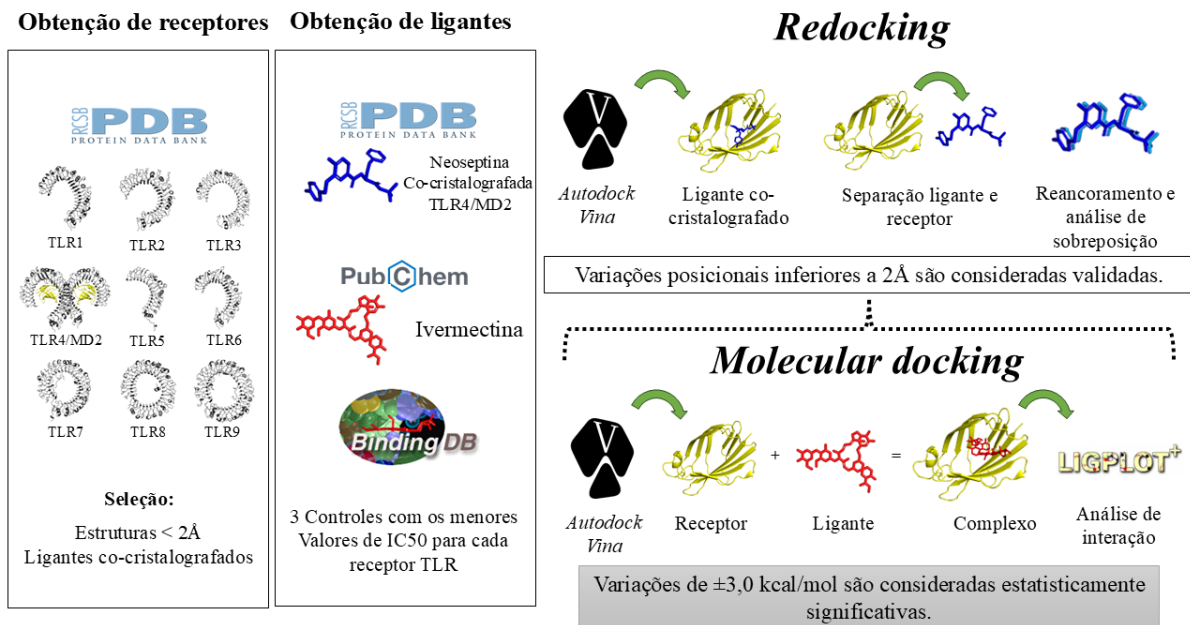 Obtenção de receptores
RCSB
PDB
PROTEIN DATA BANK
TLR1
TLR2
TLR3
TLR4/MD2
TLR5
TLR6
TLR7
TLR8
TLR9
Seleção:
Estruturas < 2Å
Ligantes co-cristalografados
Obtenção de ligantes
RCSB
PDB
PROTEIN DATA BANK
Neoseptina
Co-cristalografada
TLR4/MD2
PubChem
Ivermectina
BindingDB
3 Controles com os menores
Valores de IC50 para cada
receptor TLR
Redocking
V
Autodock
Vina
Ligante co-
cristalografado
Separação ligante e
receptor
Reancoramento e
análise de
sobreposição
Variações posicionais inferiores a 2Å são consideradas validadas.
Molecular docking
V
Autodock
Vina
Receptor
+
Ligante
=
Complexo
LIGPLOT+
Análise de
interação
Variações de ±3,0 kcal/mol são consideradas estatisticamente
significativas.